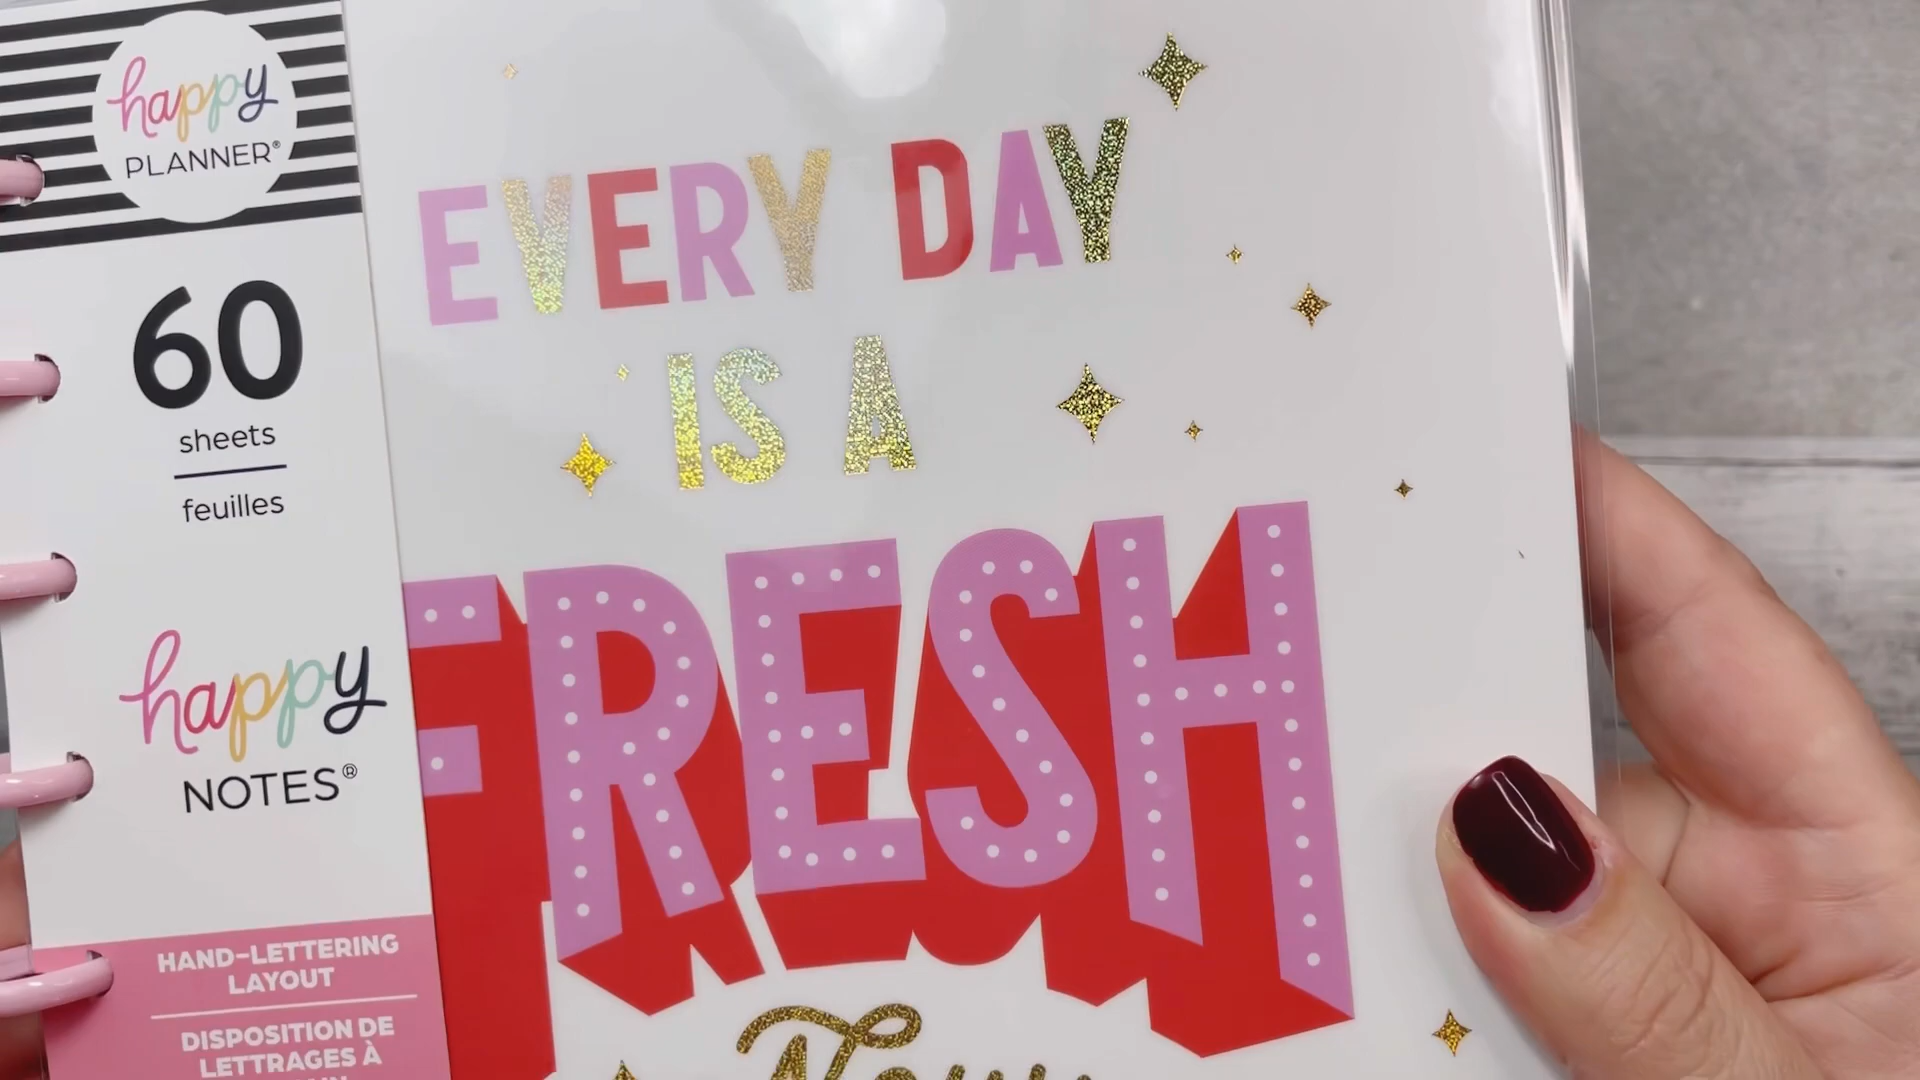 happy
PLANNER®
60
sheets
feuilles
happy
NOTES®
HAND-LETTERING
LAYOUT
DISPOSITION DE
LETTRAGES À
EVERY DAY
IS A
FRESH